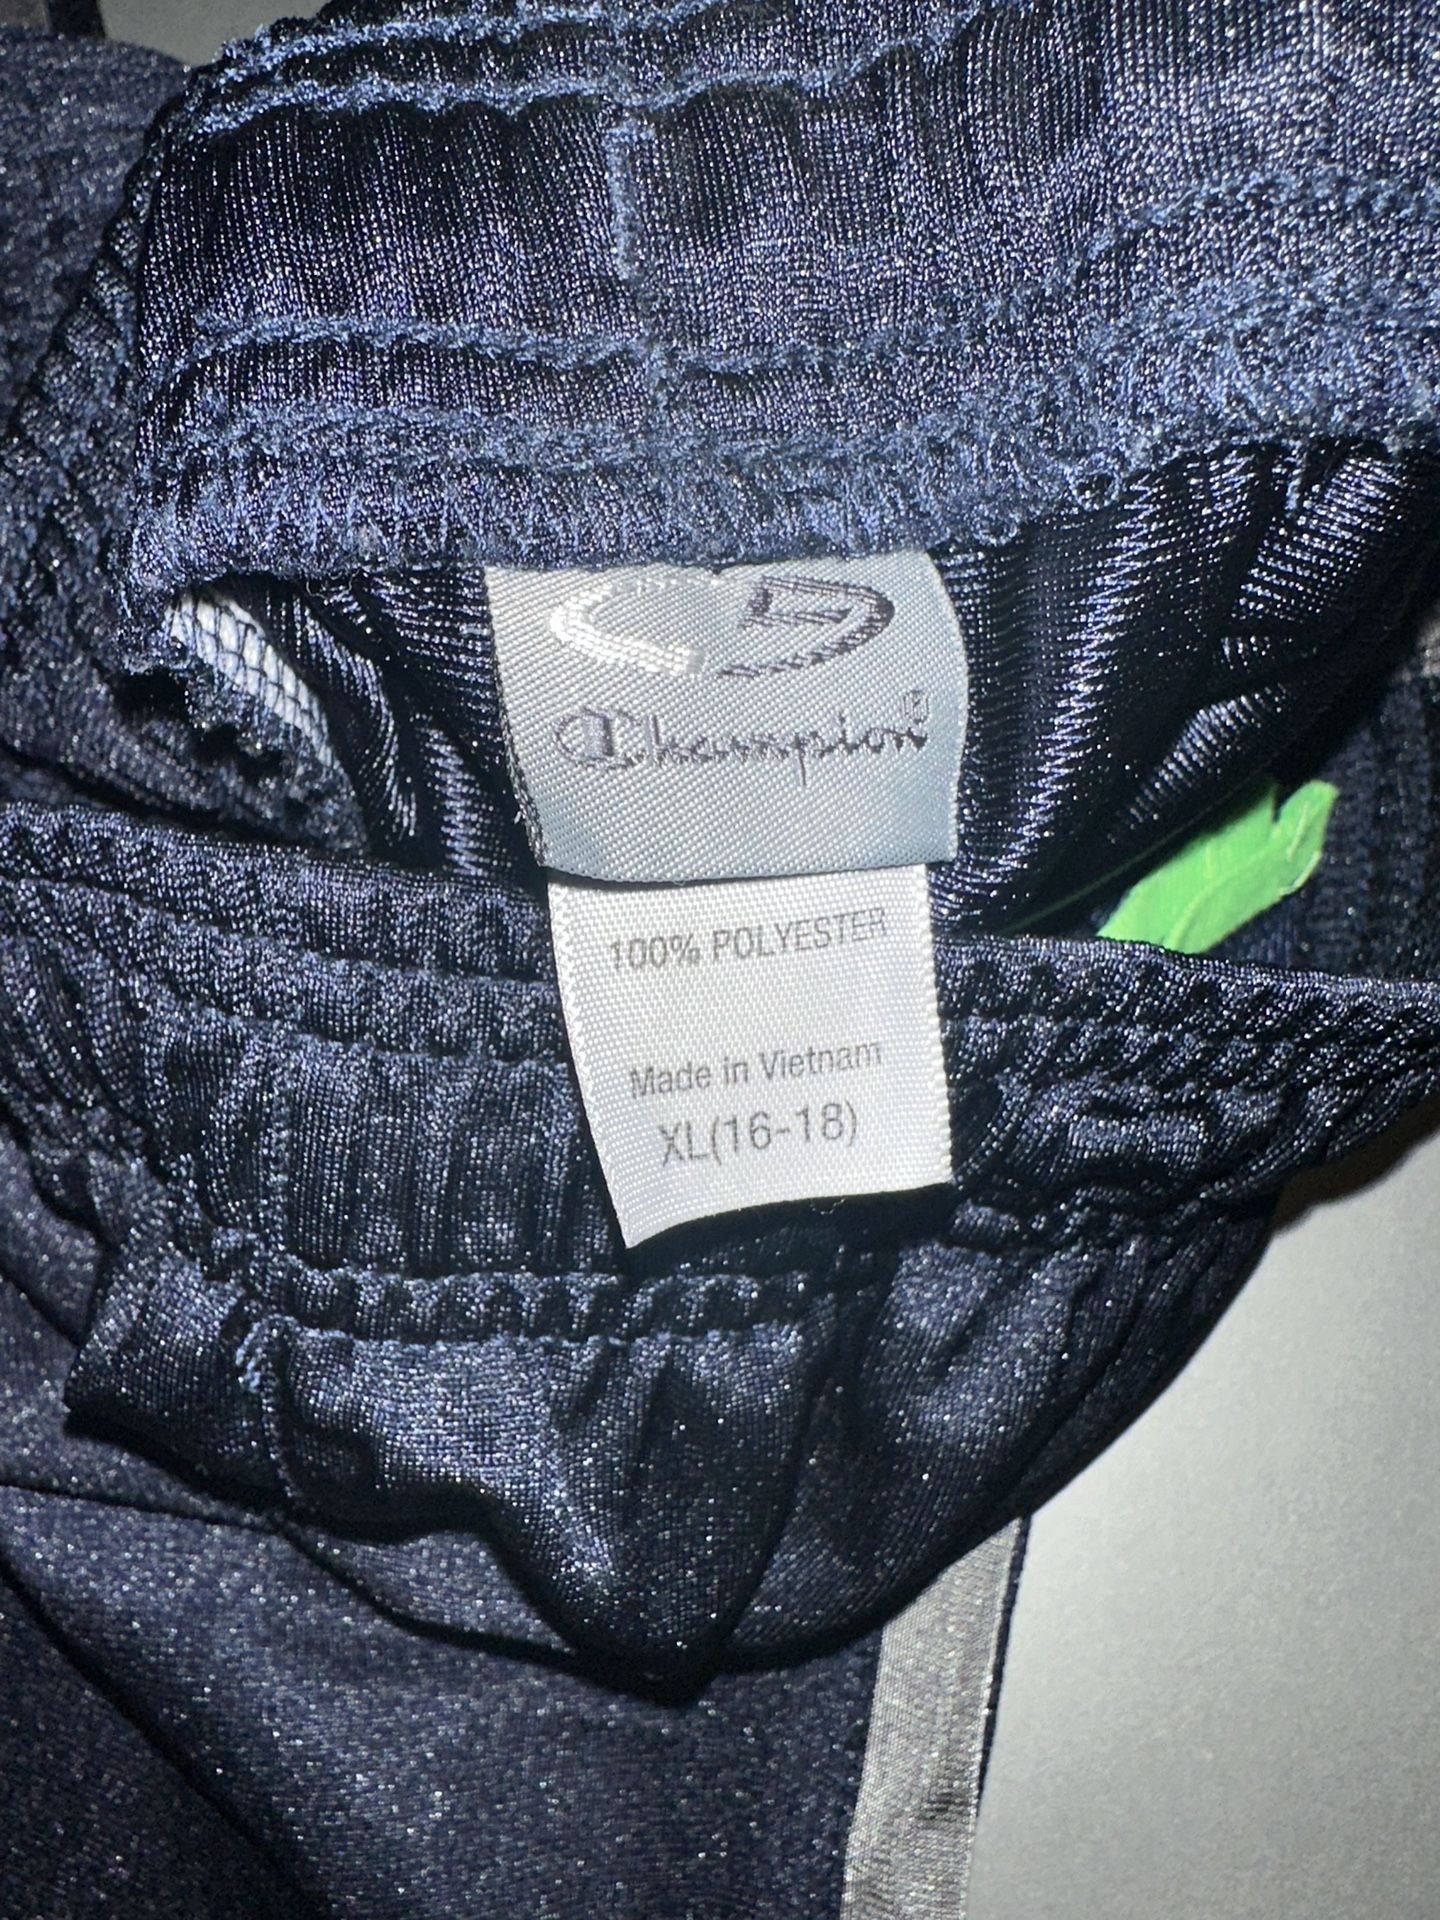 Champion®
100% POLYESTER
Made in Vietnam
XL(16-18)